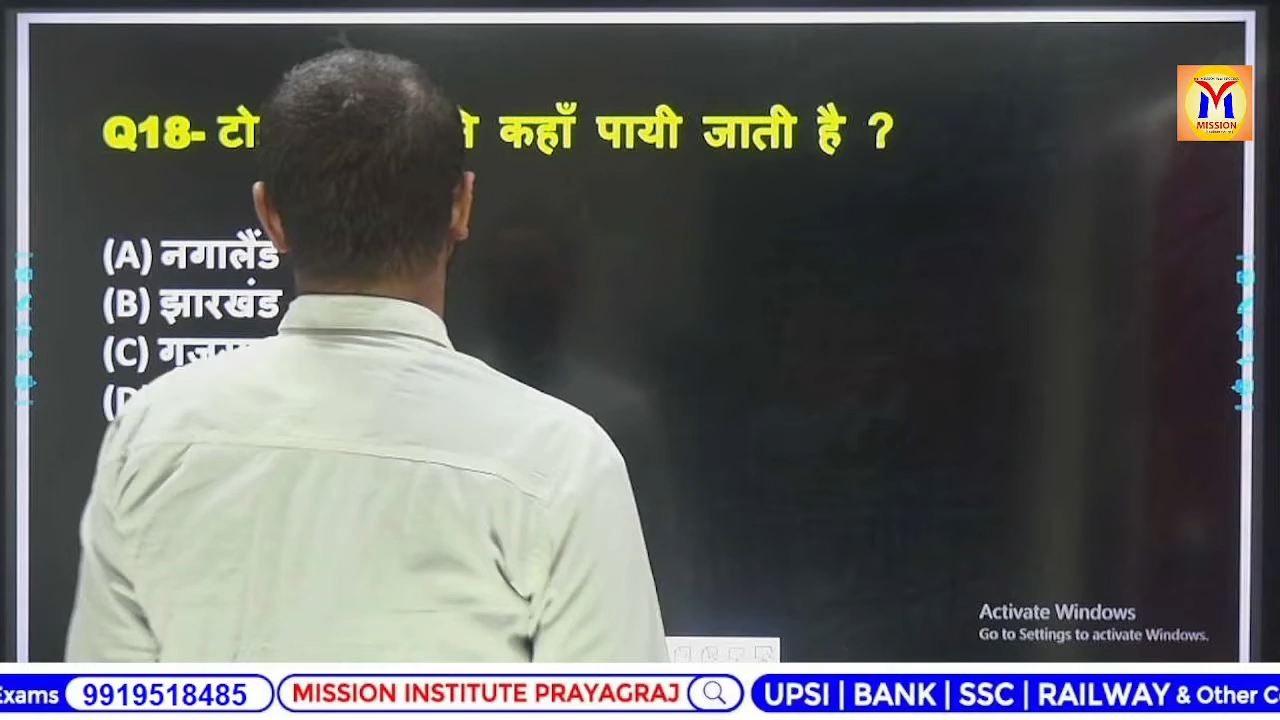 Q18- कहाँ पायी जाती है ?
(A) नगालैंड
(B) झारखंड
(C)
MISSION
Activate Windows
Go to Settings to activate Windows.
Exams 9919518485 MISSION INSTITUTE PRAYAGRAJ UPSI | BANK | SSC | RAILWAY & Other